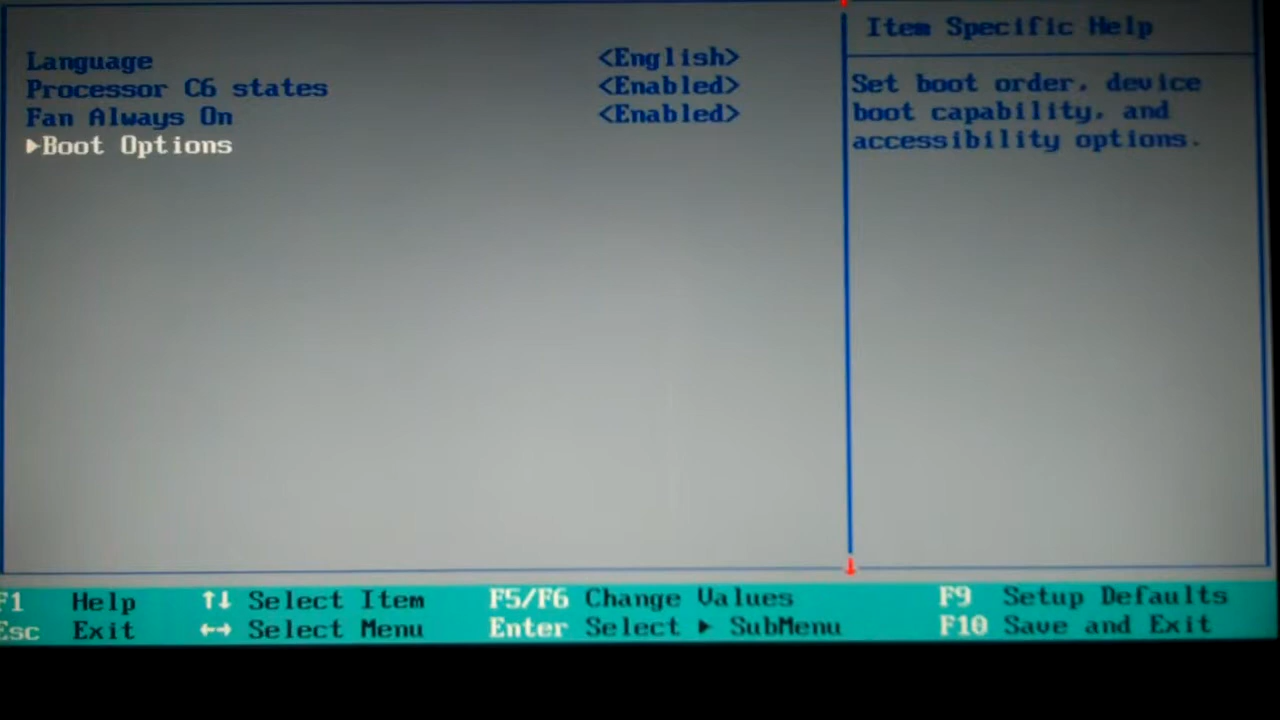 Language <English>
Processor C6 states <Enabled>
Fan Always On <Enabled>
▶Boot Options
Item Specific Help
Set boot order, device
boot capability, and
accessibility options.
F1 Help ↑↓ Select Item F5/F6 Change Values F9 Setup Defaults
Esc Exit ←→ Select Menu Enter Select ▶ SubMenu F10 Save and Exit